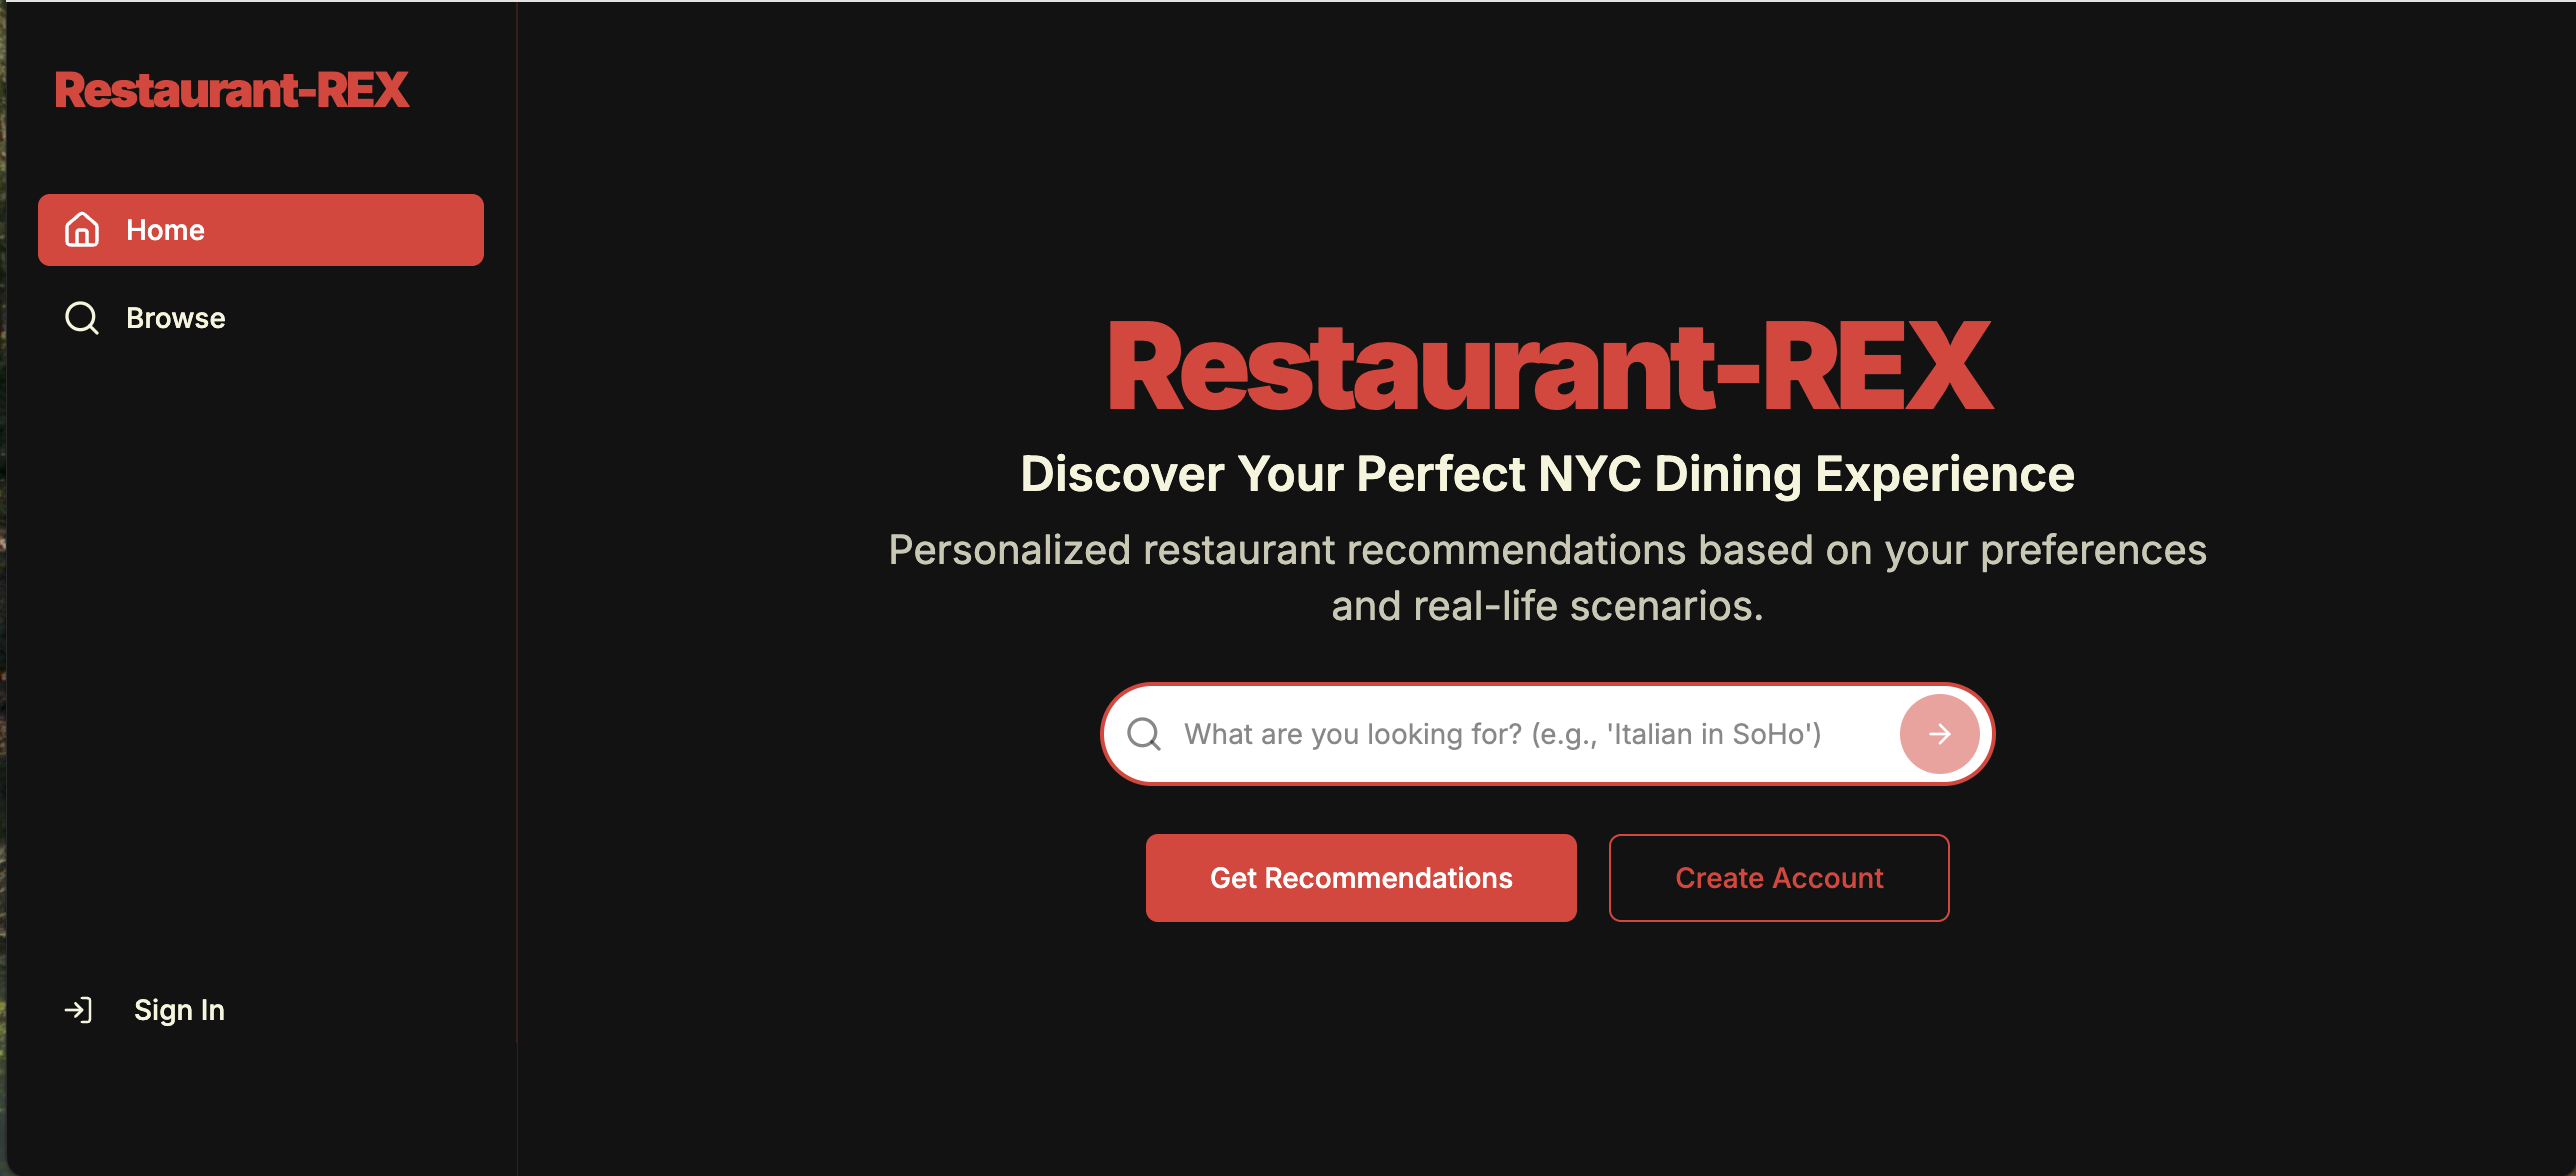 Restaurant-REX
Home
Browse
Sign In
Restaurant-REX
Discover Your Perfect NYC Dining Experience
Personalized restaurant recommendations based on your preferences
and real-life scenarios.
What are you looking for? (e.g., 'Italian in SoHo')
Get Recommendations
Create Account